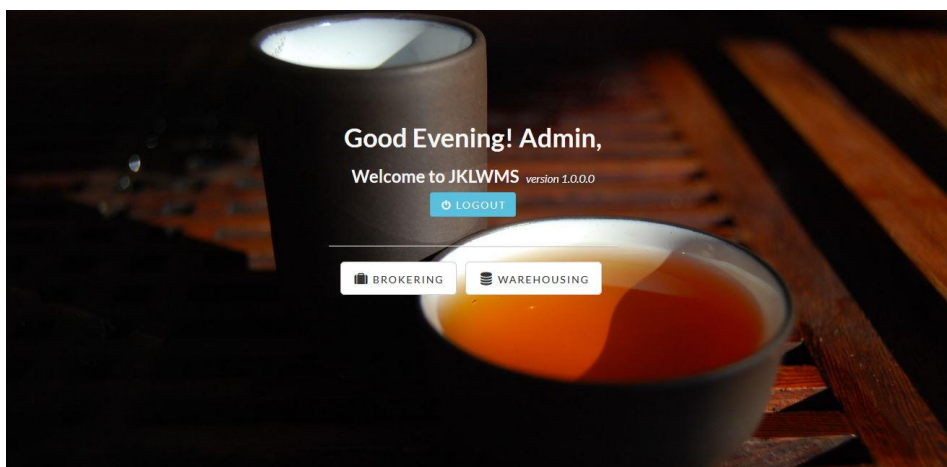 Good Evening! Admin,
Welcome to JKLWMS version 1.0.0.0
LOGOUT
BROKERING WAREHOUSING